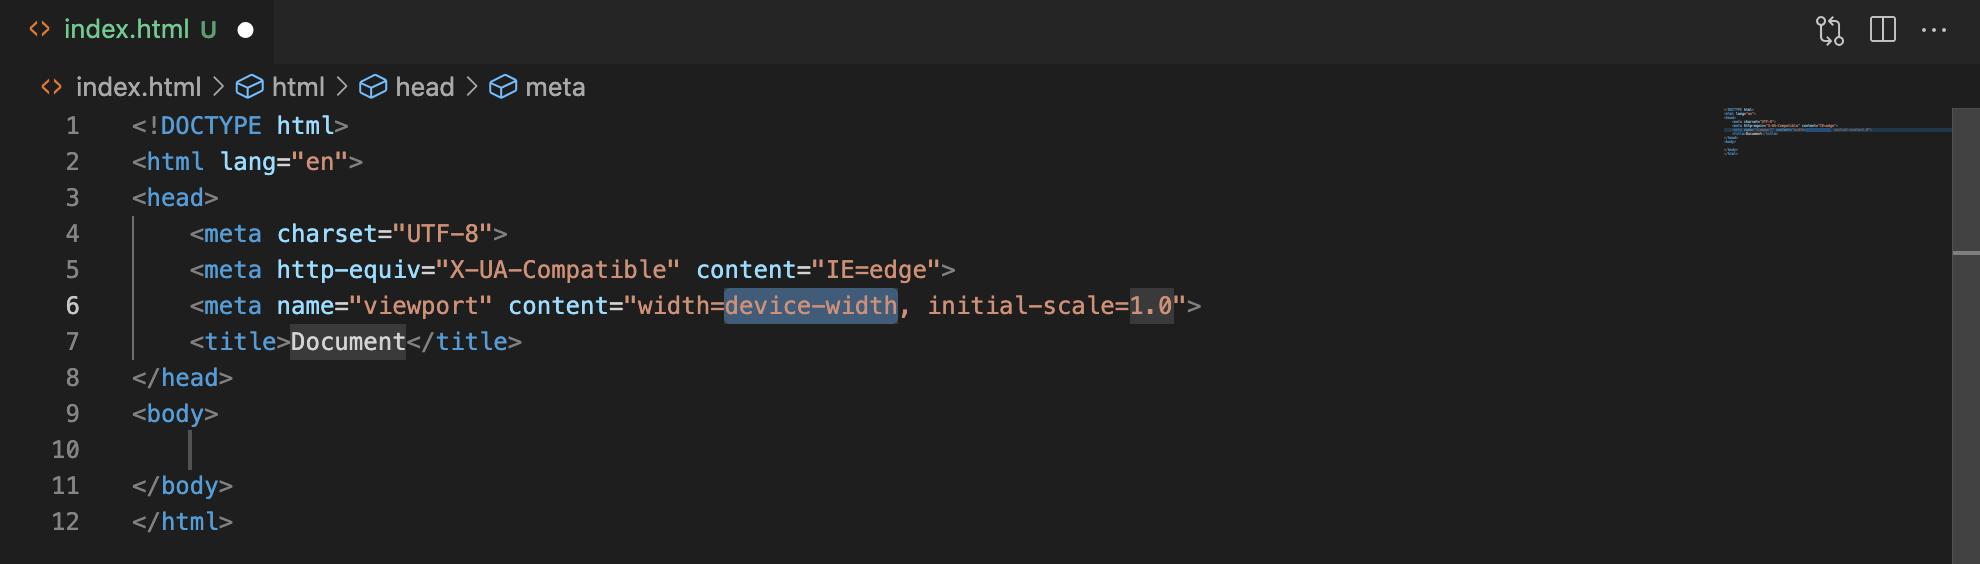 index.html U
index.html > html > head > meta
1 <!DOCTYPE html>
2 <html lang="en">
3 <head>
4     <meta charset="UTF-8">
5     <meta http-equiv="X-UA-Compatible" content="IE=edge">
6     <meta name="viewport" content="width=device-width, initial-scale=1.0">
7     <title>Document</title>
8 </head>
9 <body>
10
11 </body>
12 </html>